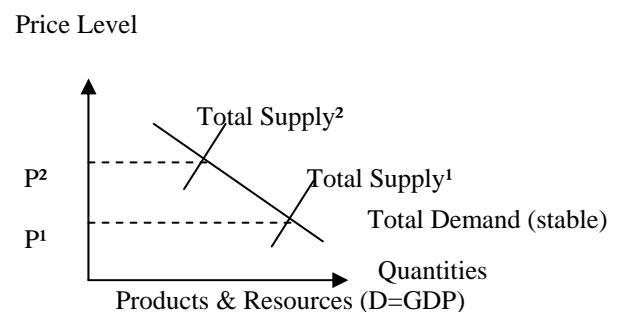 Price Level
Total Supply²
P²
Total Supply¹
Total Demand (stable)
P¹
Quantities
Products & Resources (D=GDP)